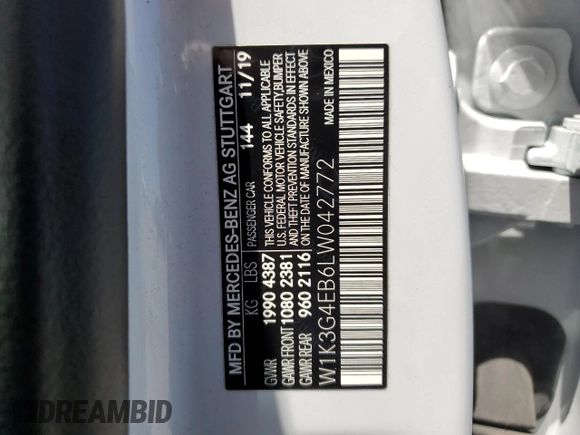 MFD BY MERCEDES-BENZ AG STUTTGART
KG LBS PASSENGER CAR 144 11/19
GVWR 1990 4387 THIS VEHICLE CONFORMS TO ALL APPLICABLE
GAWR FRONT 1080 2381 U.S. FEDERAL MOTOR VEHICLE SAFETY,BUMPER
GAWR REAR 960 2116 AND THEFT PREVENTION STANDARDS IN EFFECT
ON THE DATE OF MANUFACTURE SHOWN ABOVE
W1K3G4EB6LW042772 MADE IN MEXICO
DREAMBID